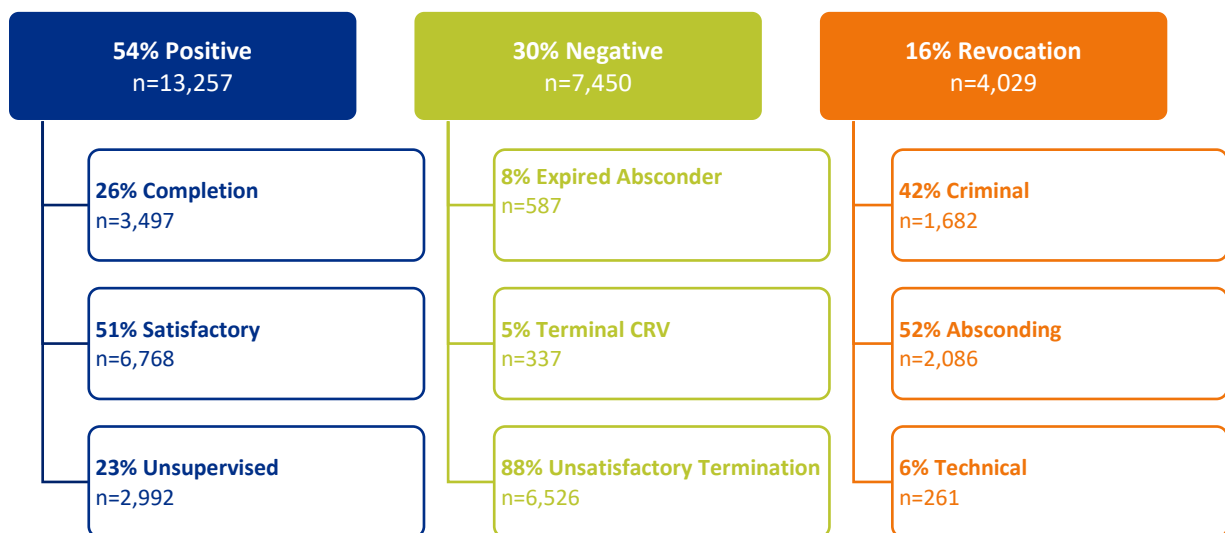 54% Positive
n=13,257
26% Completion
n=3,497
51% Satisfactory
n=6,768
23% Unsupervised
n=2,992
30% Negative
n=7,450
8% Expired Absconder
n=587
5% Terminal CRV
n=337
88% Unsatisfactory Termination
n=6,526
16% Revocation
n=4,029
42% Criminal
n=1,682
52% Absconding
n=2,086
6% Technical
n=261